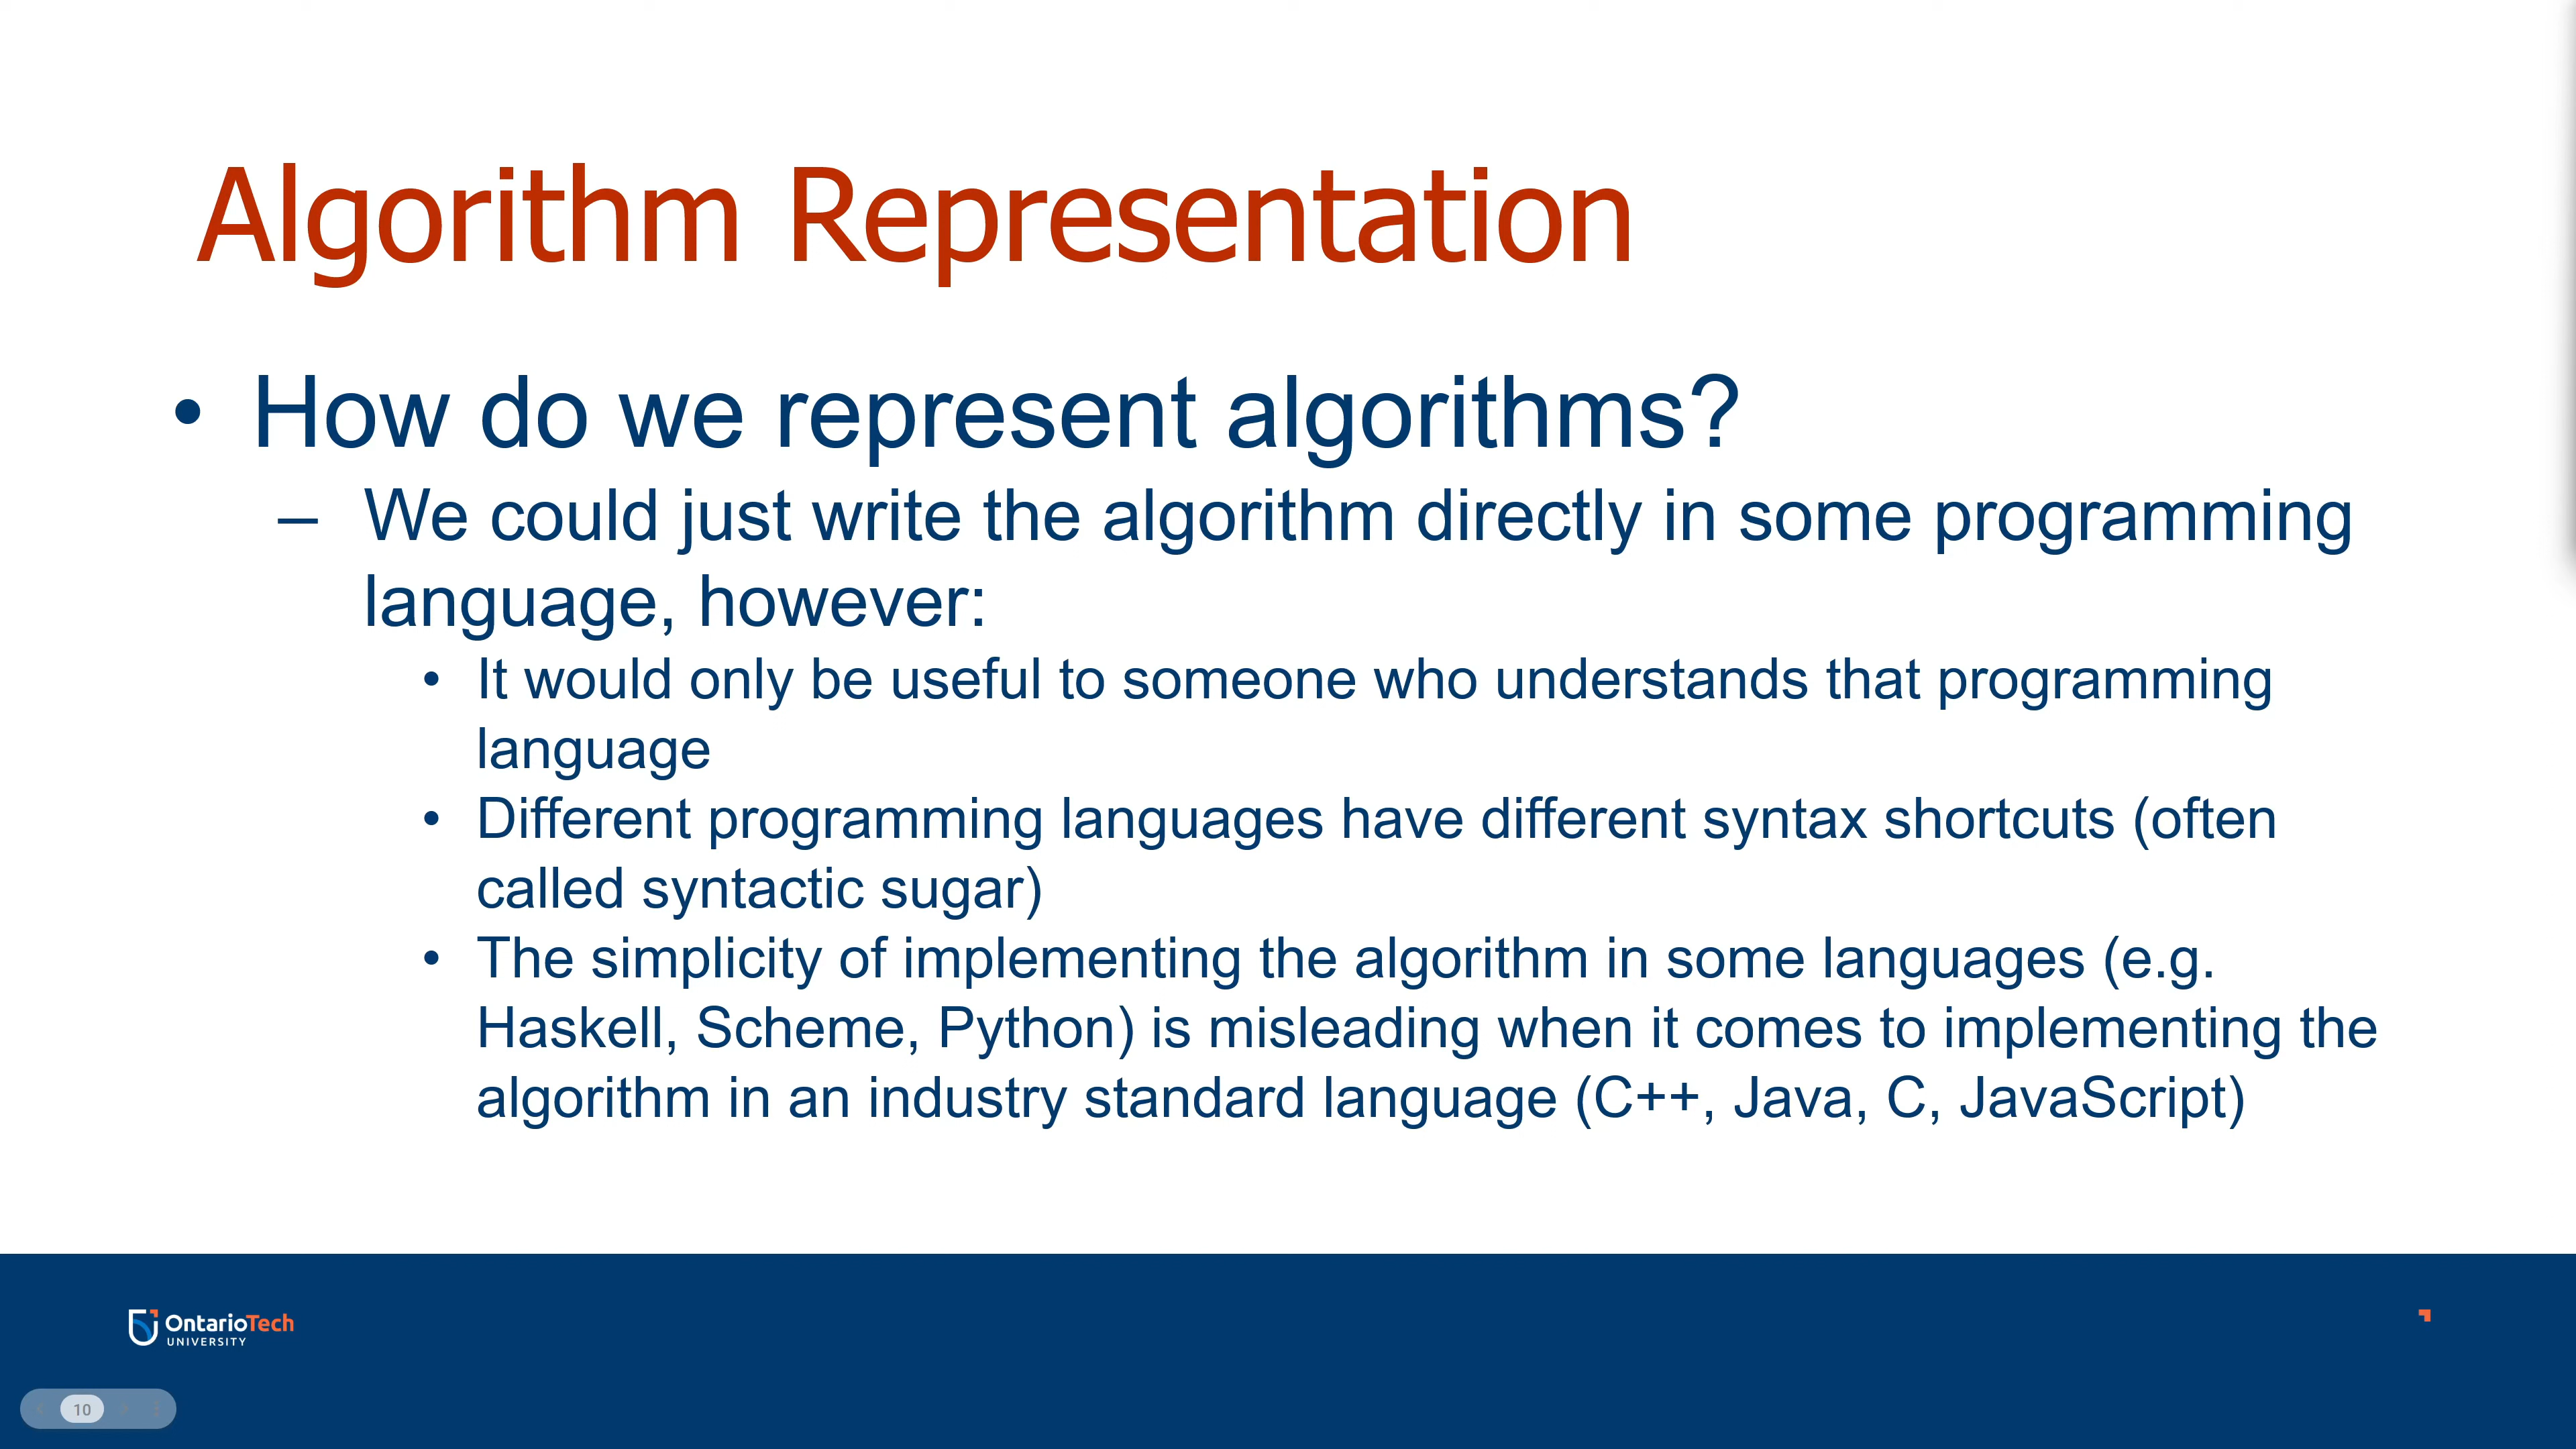 Algorithm Representation
• How do we represent algorithms?
– We could just write the algorithm directly in some programming
language, however:
• It would only be useful to someone who understands that programming
language
• Different programming languages have different syntax shortcuts (often
called syntactic sugar)
• The simplicity of implementing the algorithm in some languages (e.g.
Haskell, Scheme, Python) is misleading when it comes to implementing the
algorithm in an industry standard language (C++, Java, C, JavaScript)
OntarioTech
UNIVERSITY
10